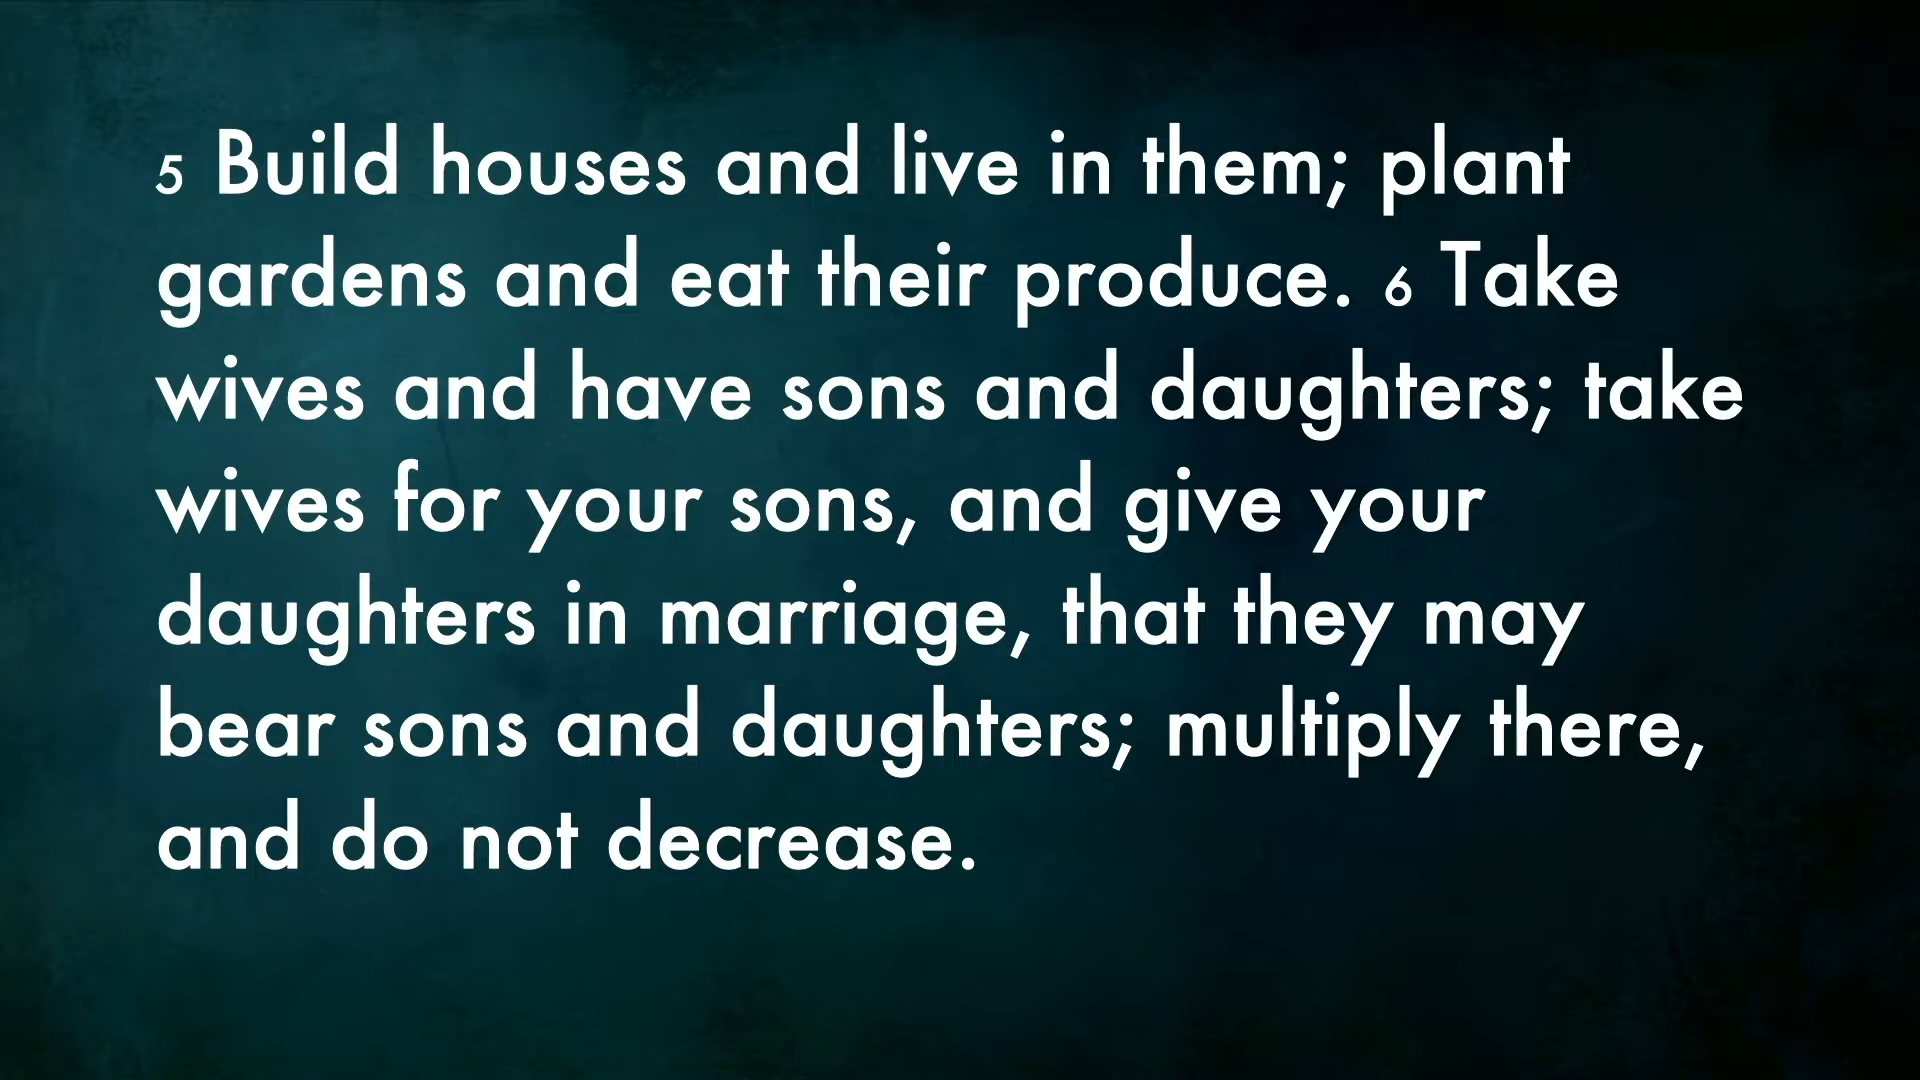 5 Build houses and live in them; plant
gardens and eat their produce. 6 Take
wives and have sons and daughters; take
wives for your sons, and give your
daughters in marriage, that they may
bear sons and daughters; multiply there,
and do not decrease.